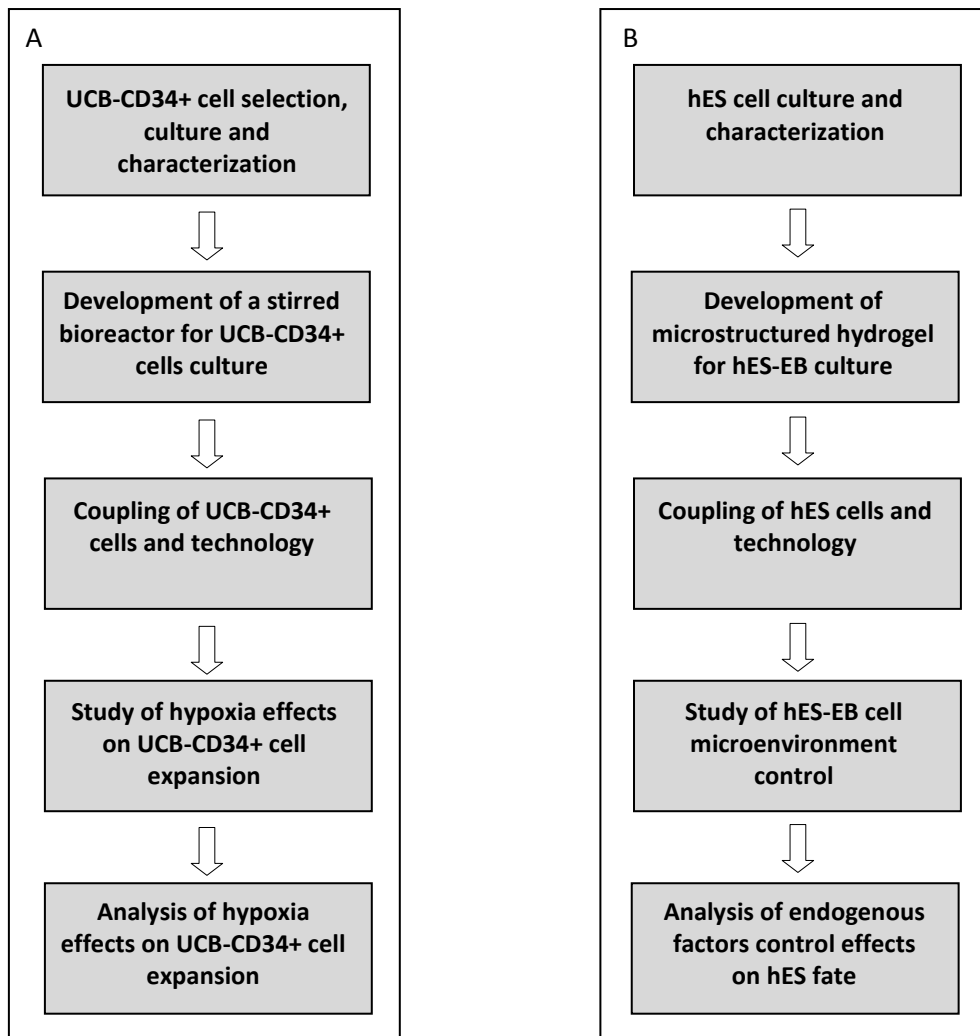 A
UCB-CD34+ cell selection,
culture and
characterization
Development of a stirred
bioreactor for UCB-CD34+
cells culture
Coupling of UCB-CD34+
cells and technology
Study of hypoxia effects
on UCB-CD34+ cell
expansion
Analysis of hypoxia
effects on UCB-CD34+ cell
expansion
B
hES cell culture and
characterization
Development of
microstructured hydrogel
for hES-EB culture
Coupling of hES cells and
technology
Study of hES-EB cell
microenvironment
control
Analysis of endogenous
factors control effects
on hES fate